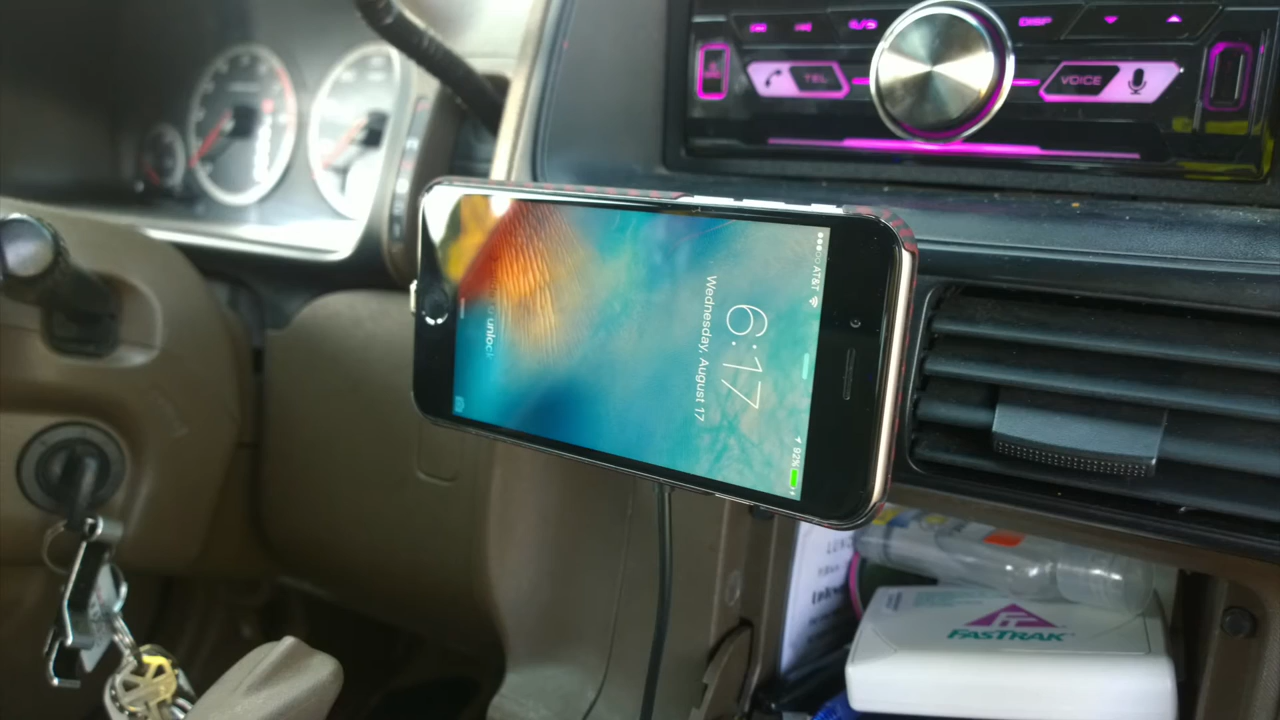 DISP
TEL
VOICE
AT&T
92%
6:17
Wednesday, August 17
unlock
FASTRAK